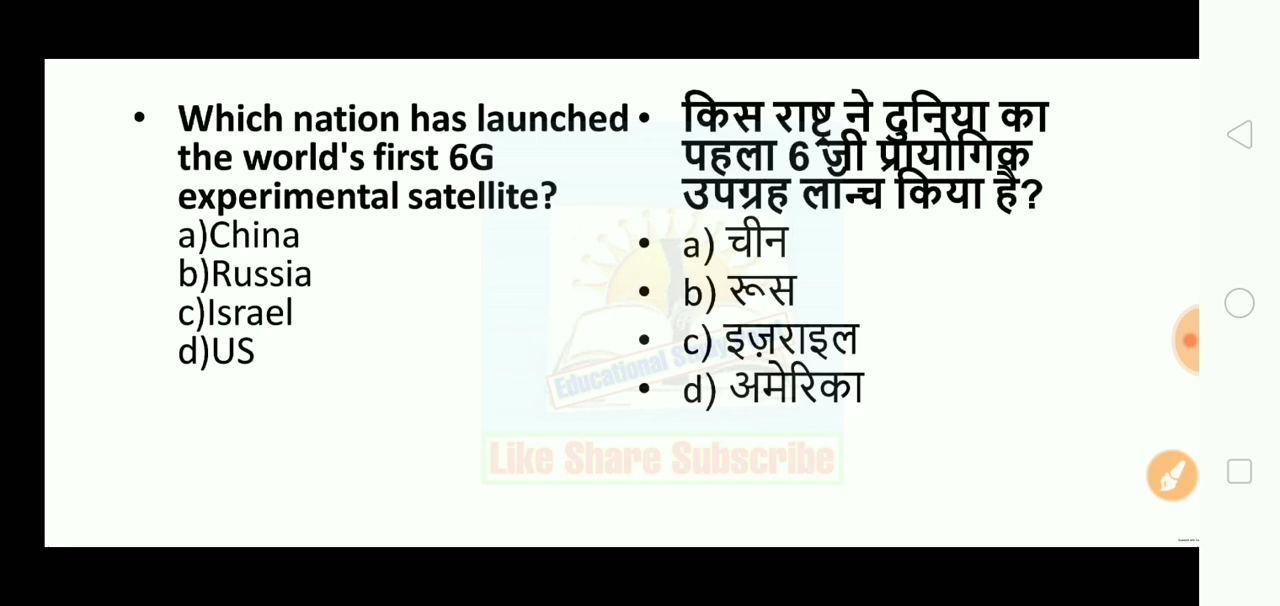 • Which nation has launched
the world's first 6G
experimental satellite?
a)China
b)Russia
c)Israel
d)US
• किस राष्ट्र ने दुनिया का
पहला 6 जी प्रायोगिक
उपग्रह लॉन्च किया है?
• a) चीन
• b) रूस
• c) इज़राइल
• d) अमेरिका
Educational
Like Share Subscribe